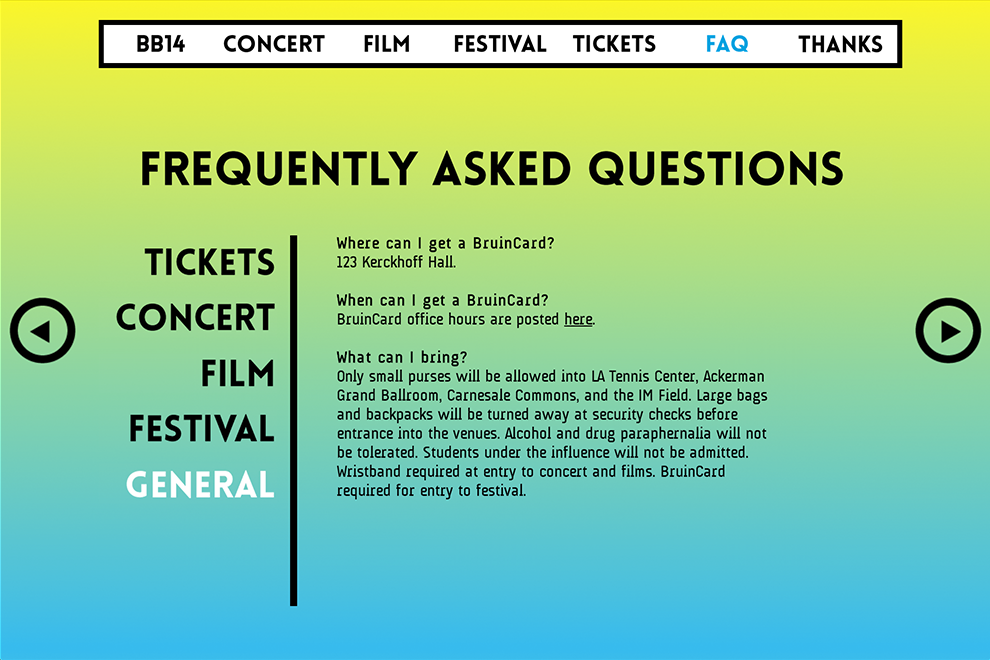 BB14 CONCERT FILM FESTIVAL TICKETS FAQ THANKS
FREQUENTLY ASKED QUESTIONS
TICKETS
CONCERT
FILM
FESTIVAL
GENERAL
Where can I get a BruinCard?
123 Kerckhoff Hall.
When can I get a BruinCard?
BruinCard office hours are posted here.
What can I bring?
Only small purses will be allowed into LA Tennis Center, Ackerman
Grand Ballroom, Carnesale Commons, and the IM Field. Large bags
and backpacks will be turned away at security checks before
entrance into the venues. Alcohol and drug paraphernalia will not
be tolerated. Students under the influence will not be admitted.
Wristband required at entry to concert and films. BruinCard
required for entry to festival.